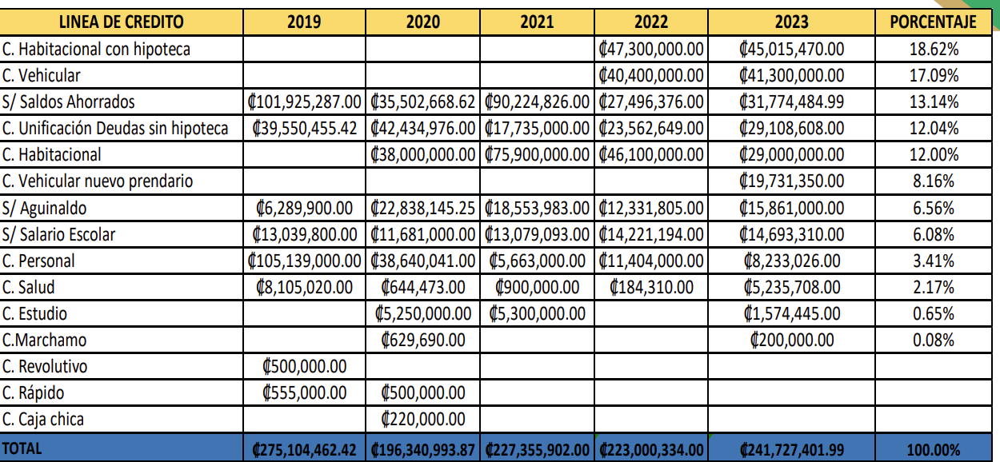 LINEA DE CREDITO 2019 2020 2021 2022 2023 PORCENTAJE
C. Habitacional con hipoteca ₡47,300,000.00 ₡45,015,470.00 18.62%
C. Vehicular ₡40,400,000.00 ₡41,300,000.00 17.09%
S/ Saldos Ahorrados ₡101,925,287.00 ₡35,502,668.62 ₡90,224,826.00 ₡27,496,376.00 ₡31,774,484.99 13.14%
C. Unificación Deudas sin hipoteca ₡39,550,455.42 ₡42,434,976.00 ₡17,735,000.00 ₡23,562,649.00 ₡29,108,608.00 12.04%
C. Habitacional ₡38,000,000.00 ₡75,900,000.00 ₡46,100,000.00 ₡29,000,000.00 12.00%
C. Vehicular nuevo prendario ₡19,731,350.00 8.16%
S/ Aguinaldo ₡6,289,900.00 ₡22,838,145.25 ₡18,553,983.00 ₡12,331,805.00 ₡15,861,000.00 6.56%
S/ Salario Escolar ₡13,039,800.00 ₡11,681,000.00 ₡13,079,093.00 ₡14,221,194.00 ₡14,693,310.00 6.08%
C. Personal ₡105,139,000.00 ₡38,640,041.00 ₡5,663,000.00 ₡11,404,000.00 ₡8,233,026.00 3.41%
C. Salud ₡8,105,020.00 ₡644,473.00 ₡900,000.00 ₡184,310.00 ₡5,235,708.00 2.17%
C. Estudio ₡5,250,000.00 ₡5,300,000.00 ₡1,574,445.00 0.65%
C.Marchamo ₡629,690.00 ₡200,000.00 0.08%
C. Revolutivo ₡500,000.00
C. Rápido ₡555,000.00 ₡500,000.00
C. Caja chica ₡220,000.00
TOTAL ₡275,104,462.42 ₡196,340,993.87 ₡227,355,902.00 ₡223,000,334.00 ₡241,727,401.99 100.00%